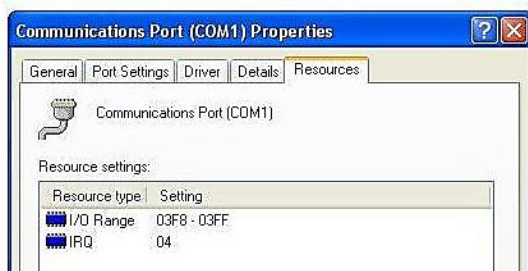 Communications Port (COM1) Properties
General Port Settings Driver Details Resources
Communications Port (COM1)
Resource settings:
Resource type Setting
I/O Range 03F8 - 03FF
IRQ 04